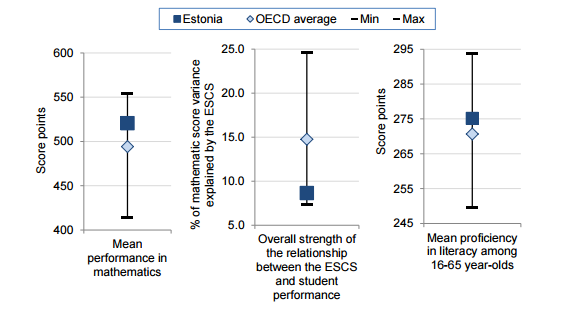 Estonia OECD average Min Max
Score points
600
550
500
450
400
Mean
performance in
mathematics
% of mathematic score variance
explained by the ESCS
25.0
20.0
15.0
10.0
5.0
Overall strength of
the relationship
between the ESCS
and student
performance
Score points
295
285
275
265
255
245
Mean proficiency
in literacy among
16-65 year-olds